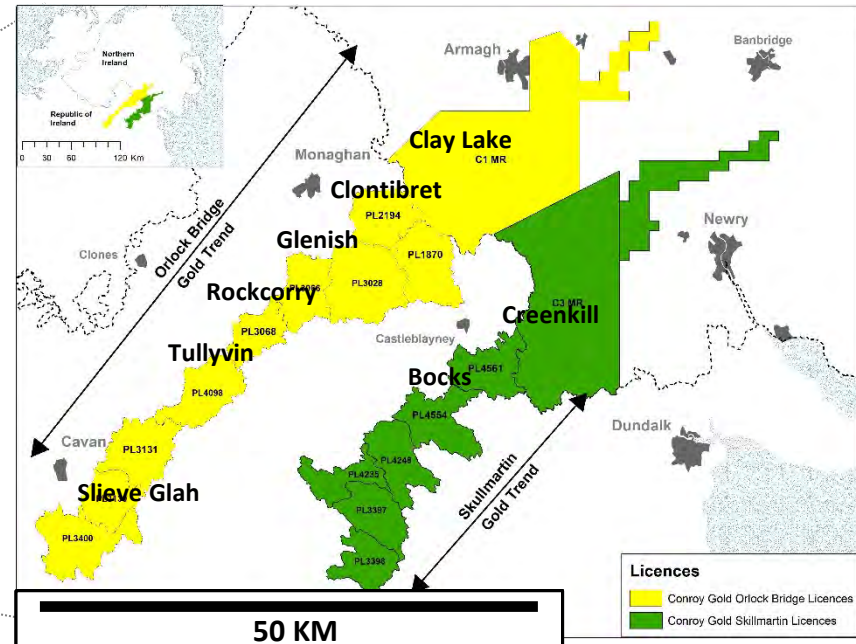 Northern
Ireland
Republic of
Ireland
0 30 60 120 Km
Armagh
Banbridge
Clay Lake
C1 MR
Monaghan
Clontibret
PL2194
Orlock Bridge
Gold Trend
Newry
Glenish
PL1870
Clones
PL3028
Rockcorry
C3 MR
Creenkill
PL3068
Castleblayney
Tullyvin
PL4561
Bocks
PL4098
PL4554
Dundalk
Cavan
PL3131
PL4248
PL4235
Slieve Glah
Skullmartin
Gold Trend
PL3397
PL3400
PL3398
Licences
Conroy Gold Orlock Bridge Licences
Conroy Gold Skillmartin Licences
50 KM